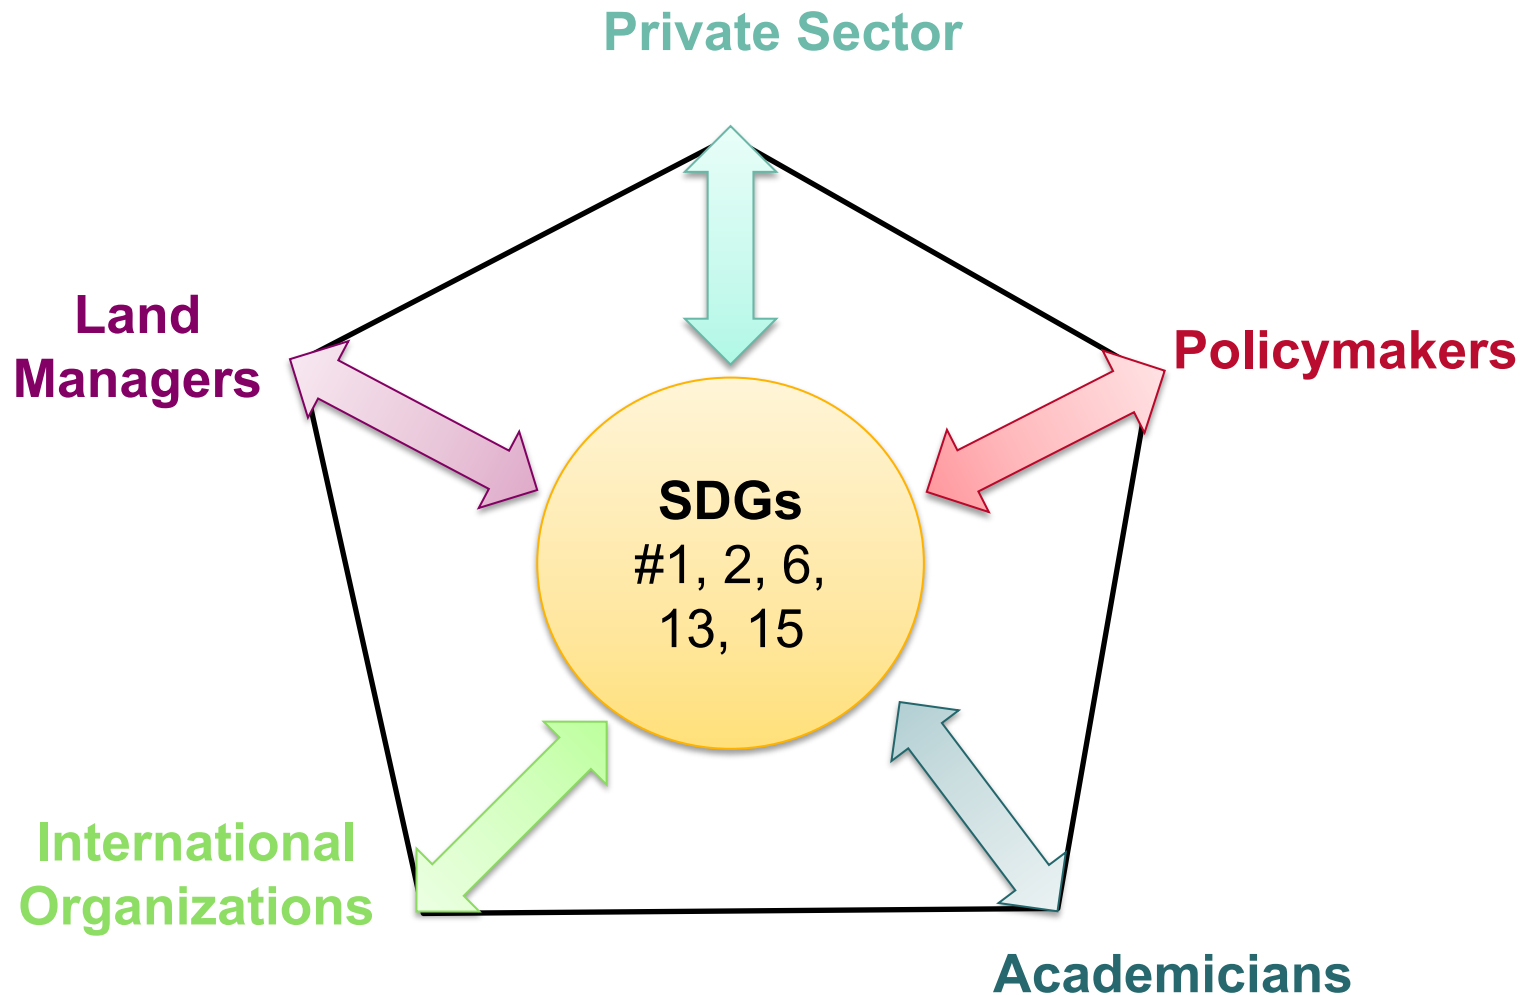 Private Sector
Land
Managers
Policymakers
SDGs
#1, 2, 6,
13, 15
International
Organizations
Academicians